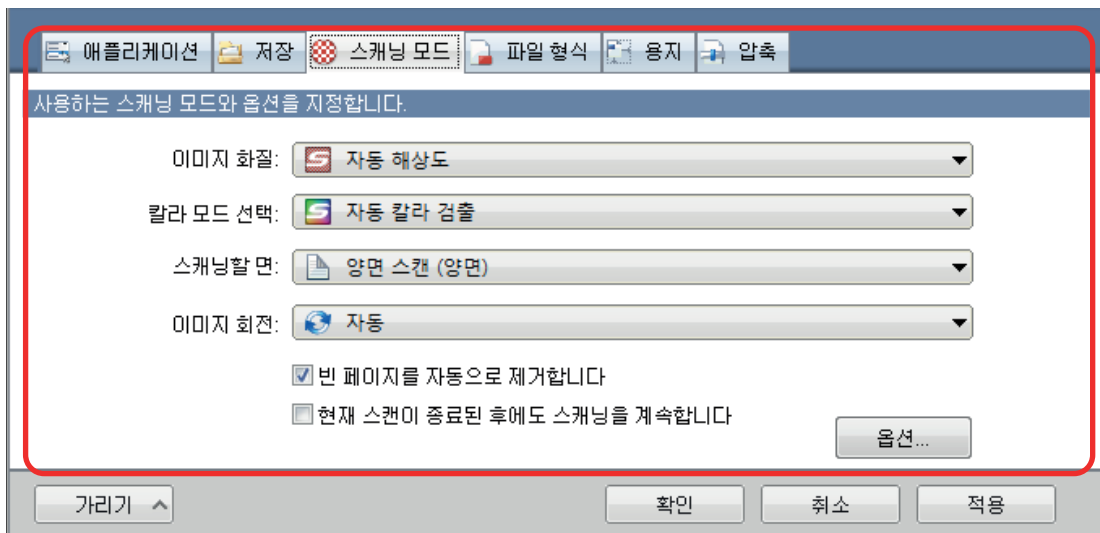 애플리케이션 저장 스캐닝 모드 파일 형식 용지 압축
사용하는 스캐닝 모드와 옵션을 지정합니다.
이미지 화질: 자동 해상도
칼라 모드 선택: 자동 칼라 검출
스캐닝할 면: 양면 스캔 (양면)
이미지 회전: 자동
빈 페이지를 자동으로 제거합니다
현재 스캔이 종료된 후에도 스캐닝을 계속합니다
옵션...
가리기 확인 취소 적용